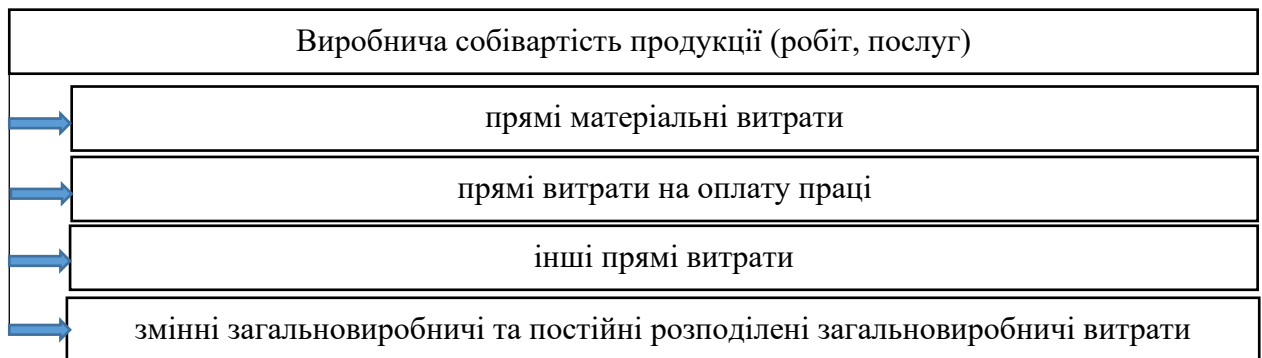 Виробнича собівартість продукції (робіт, послуг)
прямі матеріальні витрати
прямі витрати на оплату праці
інші прямі витрати
змінні загальновиробничі та постійні розподілені загальновиробничі витрати